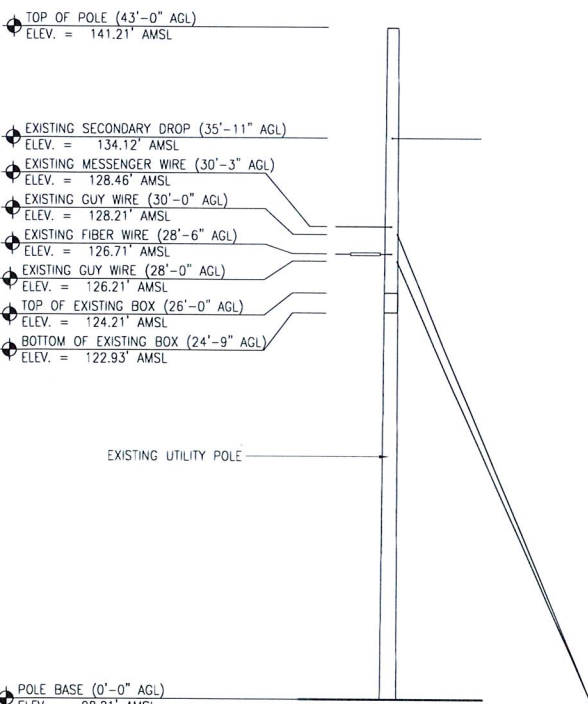 TOP OF POLE (43'-0" AGL)
ELEV. = 141.21' AMSL
EXISTING SECONDARY DROP (35'-11" AGL)
ELEV. = 134.12' AMSL
EXISTING MESSENGER WIRE (30'-3" AGL)
ELEV. = 128.46' AMSL
EXISTING GUY WIRE (30'-0" AGL)
ELEV. = 128.21' AMSL
EXISTING FIBER WIRE (28'-6" AGL)
ELEV. = 126.71' AMSL
EXISTING GUY WIRE (28'-0" AGL)
ELEV. = 126.21' AMSL
TOP OF EXISTING BOX (26'-0" AGL)
ELEV. = 124.21' AMSL
BOTTOM OF EXISTING BOX (24'-9" AGL)
ELEV. = 122.93' AMSL
EXISTING UTILITY POLE
POLE BASE (0'-0" AGL)
ELEV. = 98.21' AMSL